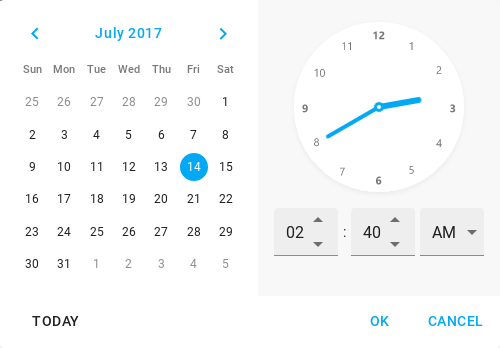 July 2017
Sun Mon Tue Wed Thu Fri Sat
25 26 27 28 29 30 1
2 3 4 5 6 7 8
9 10 11 12 13 14 15
16 17 18 19 20 21 22
23 24 25 26 27 28 29
30 31 1 2 3 4 5
12
11 1
10 2
9 3
8 4
7 5
6
02 : 40 AM
TODAY
OK CANCEL